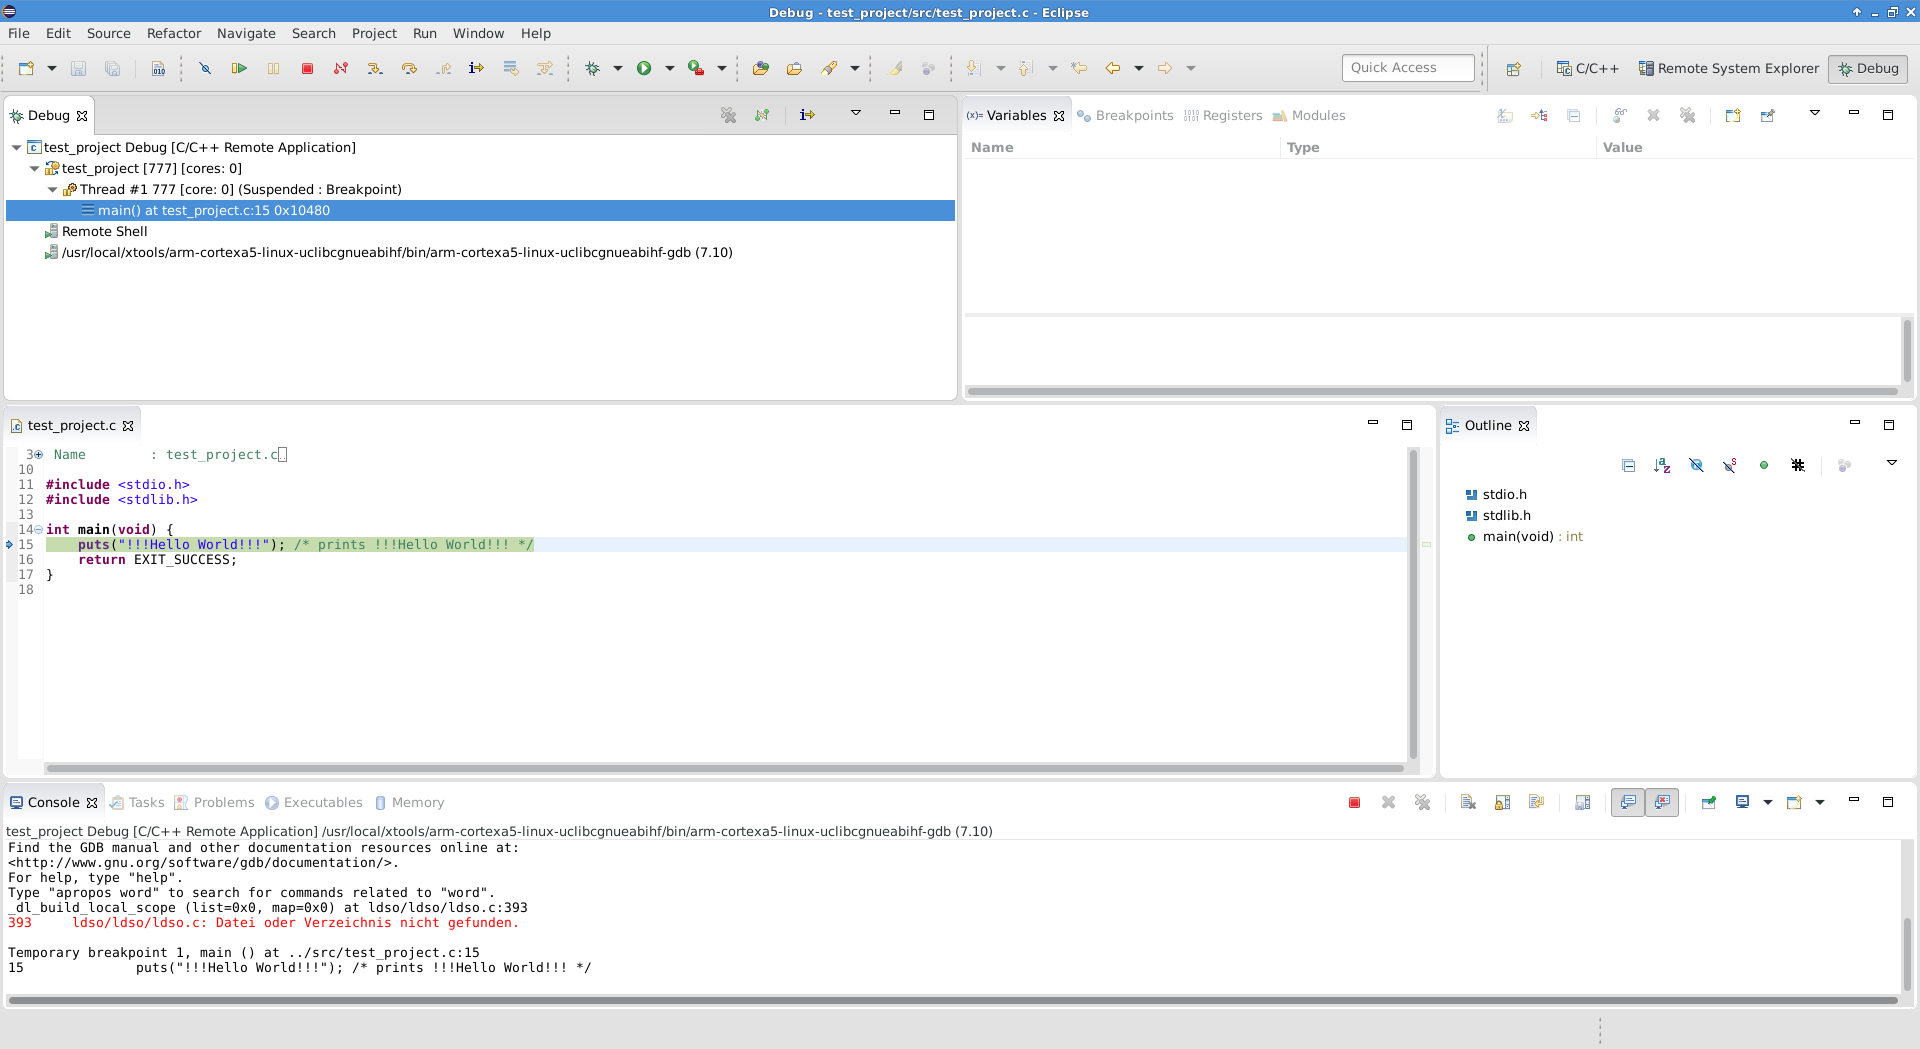 Debug - test_project/src/test_project.c - Eclipse
File Edit Source Refactor Navigate Search Project Run Window Help
010 Quick Access C/C++ Remote System Explorer Debug
Debug
test_project Debug [C/C++ Remote Application]
test_project [777] [cores: 0]
Thread #1 777 [core: 0] (Suspended : Breakpoint)
main() at test_project.c:15 0x10480
Remote Shell
/usr/local/xtools/arm-cortexa5-linux-uclibcgnueabihf/bin/arm-cortexa5-linux-uclibcgnueabihf-gdb (7.10)
(x)= Variables Breakpoints Registers Modules
Name Type Value
test_project.c
3 Name : test_project.c
10
11 #include <stdio.h>
12 #include <stdlib.h>
13
14 int main(void) {
15 puts("!!!Hello World!!!"); /* prints !!!Hello World!!! */
16 return EXIT_SUCCESS;
17 }
18
Outline
stdio.h
stdlib.h
main(void) : int
Console Tasks Problems Executables Memory
test_project Debug [C/C++ Remote Application] /usr/local/xtools/arm-cortexa5-linux-uclibcgnueabihf/bin/arm-cortexa5-linux-uclibcgnueabihf-gdb (7.10)
Find the GDB manual and other documentation resources online at:
<http://www.gnu.org/software/gdb/documentation/>.
For help, type "help".
Type "apropos word" to search for commands related to "word".
_dl_build_local_scope (list=0x0, map=0x0) at ldso/ldso/ldso.c:393
393 ldso/ldso/ldso.c: Datei oder Verzeichnis nicht gefunden.
Temporary breakpoint 1, main () at ../src/test_project.c:15
15 puts("!!!Hello World!!!"); /* prints !!!Hello World!!! */